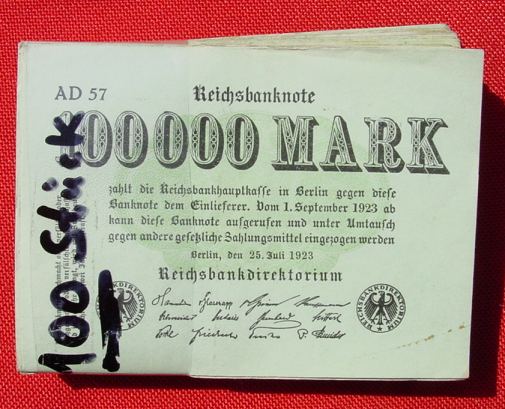 AD 57
Reichsbanknote
100000 MARK
zahlt die Reichsbankhauptkasse in Berlin gegen diese
Banknote dem Einlieferer. Vom 1. September 1923 ab
kann diese Banknote aufgerufen und unter Umtausch
gegen andere gesetzliche Zahlungsmittel eingezogen werden
Berlin, den 25. Juli 1923
Reichsbankdirektorium
REICHSBANKDIREKTORIUM
100 Stück